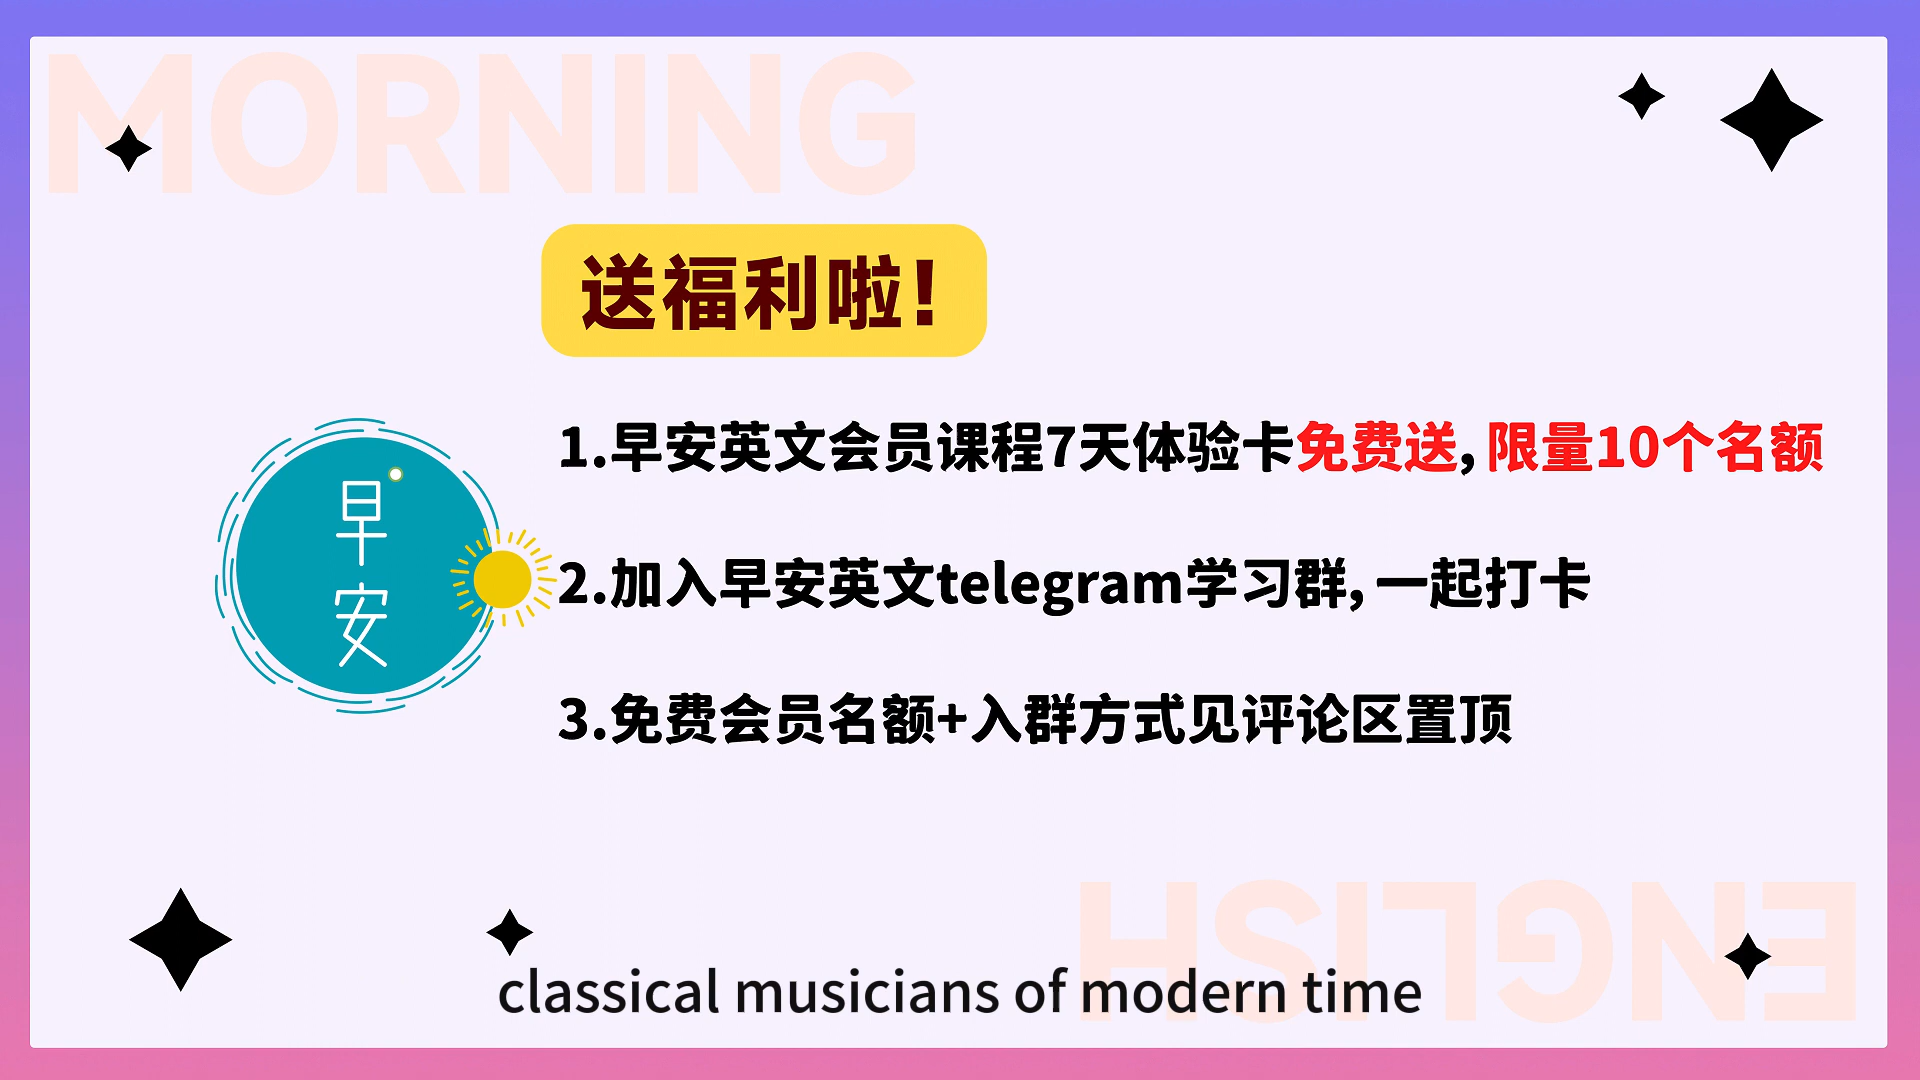 MORNING
送福利啦!
1.早安英文会员课程7天体验卡免费送, 限量10个名额
早安
2.加入早安英文telegram学习群, 一起打卡
3.免费会员名额+入群方式见评论区置顶
ENGLISH
classical musicians of modern time